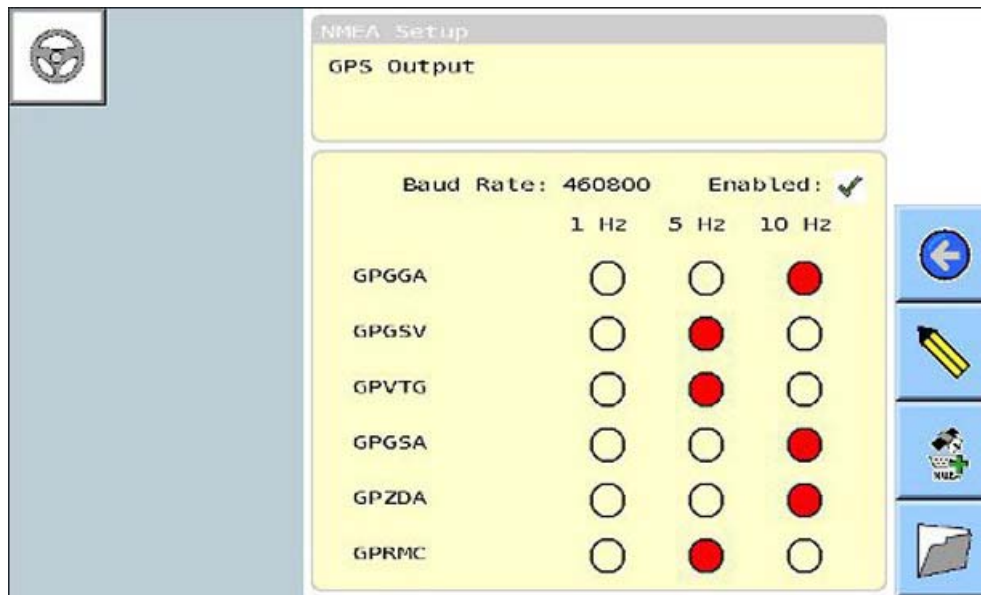 NMEA Setup
GPS Output
Baud Rate: 460800 Enabled:
1 Hz 5 Hz 10 Hz
GPGGA
GPGSV
GPVTG
GPGSA
GPZDA
GPRMC
NMEA